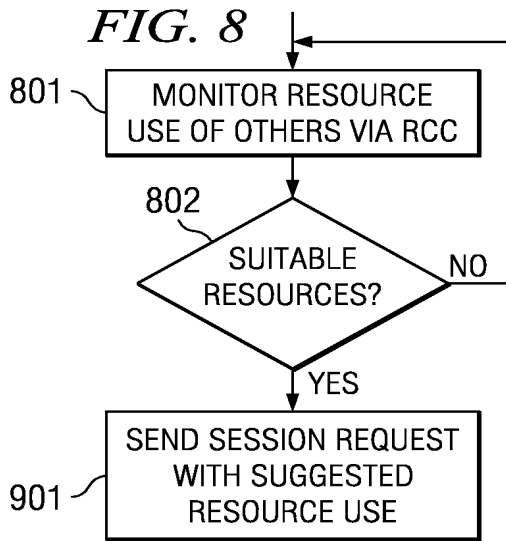 FIG. 8
801
MONITOR RESOURCE
USE OF OTHERS VIA RCC
802
SUITABLE
RESOURCES?
NO
YES
901
SEND SESSION REQUEST
WITH SUGGESTED
RESOURCE USE